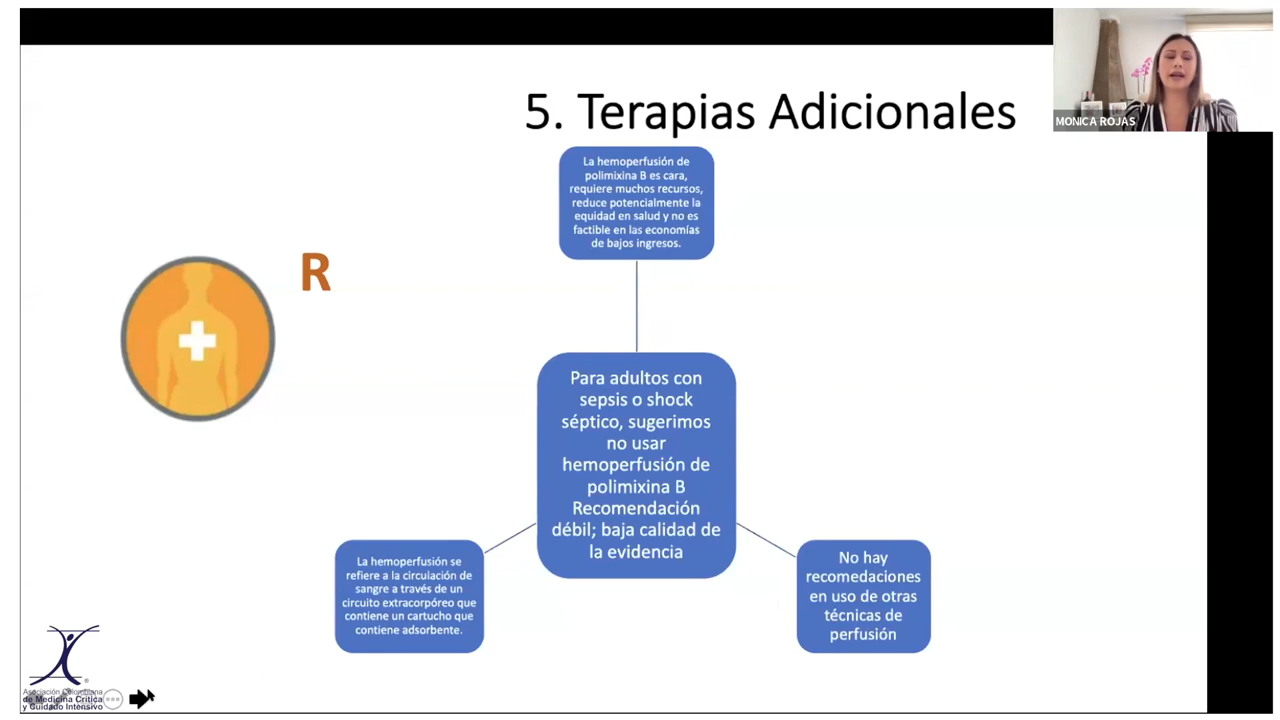 5. Terapias Adicionales
MONICA ROJAS
La hemoperfusión de
polimixina B es cara,
requiere muchos recursos,
reduce potencialmente la
equidad en salud y no es
factible en las economías
de bajos ingresos.
R
Para adultos con
sepsis o shock
séptico, sugerimos
no usar
hemoperfusión de
polimixina B
Recomendación
débil; baja calidad de
la evidencia
La hemoperfusión se
refiere a la circulación de
sangre a través de un
circuito extracorpóreo que
contiene un cartucho que
contiene adsorbente.
No hay
recomedaciones
en uso de otras
técnicas de
perfusión
Asociación Colombiana
de Medicina Crítica
y Cuidado Intensivo